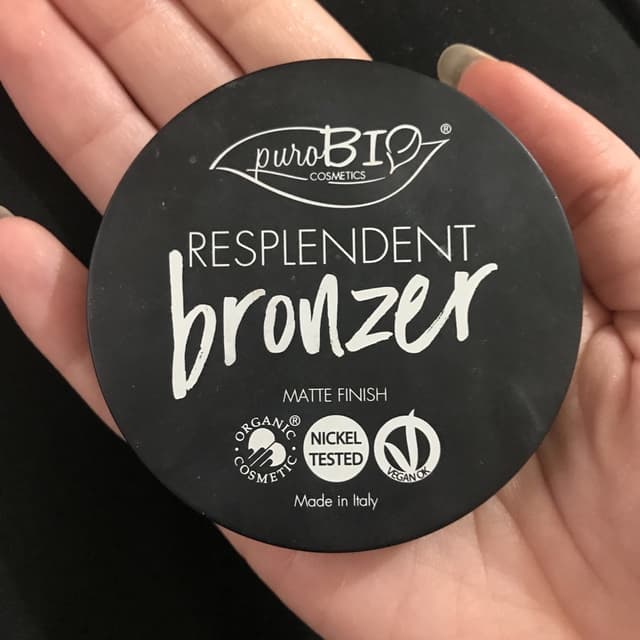 puroBIO®
COSMETICS
RESPLENDENT
bronzer
MATTE FINISH
ORGANIC COSMETIC®
NICKEL
TESTED
VEGAN OK
Made in Italy